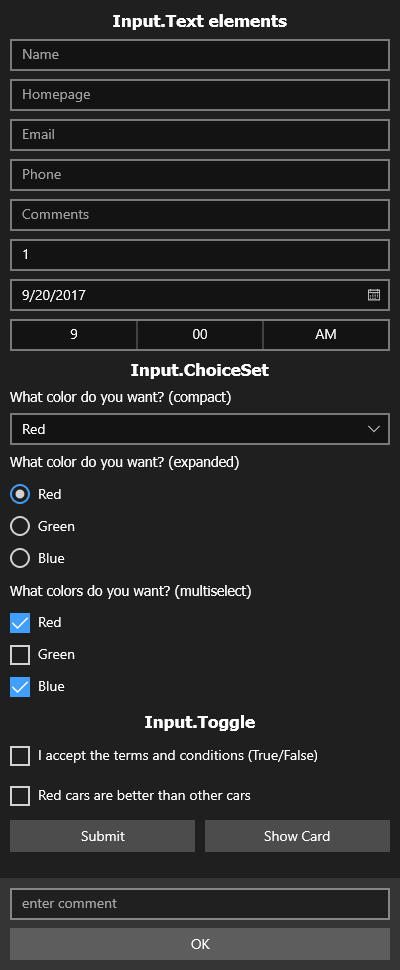 Input.Text elements
Name
Homepage
Email
Phone
Comments
1
9/20/2017
9 00 AM
Input.ChoiceSet
What color do you want? (compact)
Red
What color do you want? (expanded)
Red
Green
Blue
What colors do you want? (multiselect)
Red
Green
Blue
Input.Toggle
I accept the terms and conditions (True/False)
Red cars are better than other cars
Submit Show Card
enter comment
OK